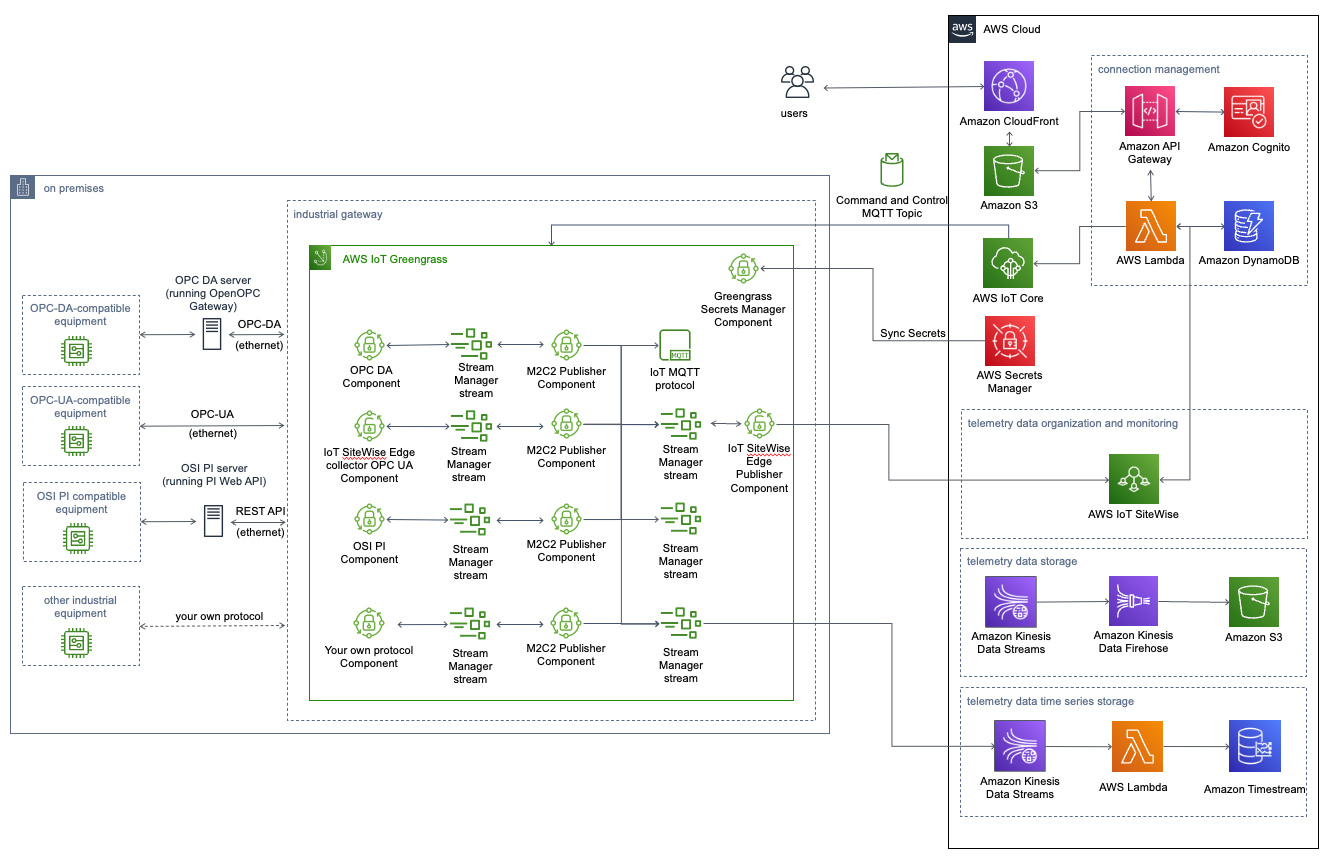 aws
AWS Cloud
connection management
users
Amazon CloudFront
Amazon API
Gateway
Amazon Cognito
Amazon S3
Command and Control
MQTT Topic
AWS Lambda
Amazon DynamoDB
AWS IoT Core
AWS Secrets
Manager
Sync Secrets
on premises
industrial gateway
AWS IoT Greengrass
Greengrass
Secrets Manager
Component
OPC-DA-compatible
equipment
OPC DA server
(running OpenOPC
Gateway)
OPC-DA
(ethernet)
OPC DA
Component
Stream
Manager
stream
M2C2 Publisher
Component
IoT MQTT
protocol
MQTT
OPC-UA-compatible
equipment
OPC-UA
(ethernet)
IoT SiteWise Edge
collector OPC UA
Component
Stream
Manager
stream
M2C2 Publisher
Component
Stream
Manager
stream
IoT SiteWise
Edge
Publisher
Component
OSI PI compatible
equipment
OSI PI server
(running PI Web API)
REST API
(ethernet)
OSI PI
Component
Stream
Manager
stream
M2C2 Publisher
Component
Stream
Manager
stream
other industrial
equipment
your own protocol
Your own protocol
Component
Stream
Manager
stream
M2C2 Publisher
Component
Stream
Manager
stream
telemetry data organization and monitoring
AWS IoT SiteWise
telemetry data storage
Amazon Kinesis
Data Streams
Amazon Kinesis
Data Firehose
Amazon S3
telemetry data time series storage
Amazon Kinesis
Data Streams
AWS Lambda
Amazon Timestream